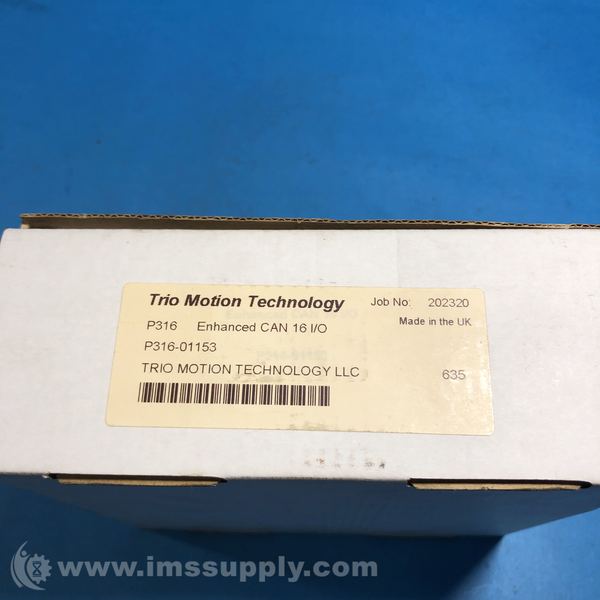 Trio Motion Technology Job No: 202320
P316 Enhanced CAN 16 I/O Made in the UK
P316-01153
TRIO MOTION TECHNOLOGY LLC 635
www.imssupply.com